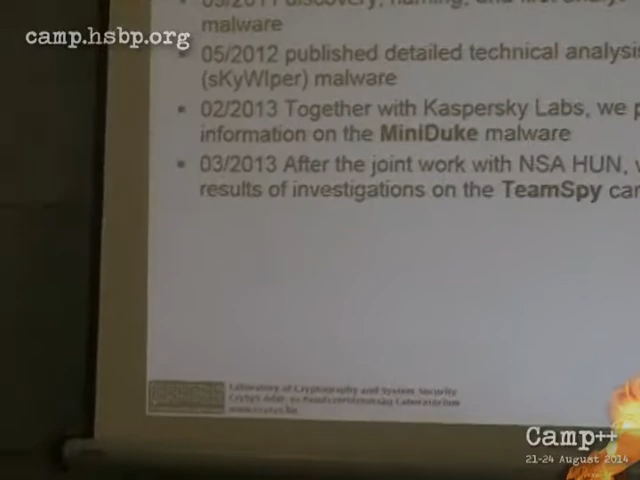 camp.hsbp.org
malware
05/2012 published detailed technical analysis
(sKyWIper) malware
02/2013 Together with Kaspersky Labs, we p
information on the MiniDuke malware
03/2013 After the joint work with NSA HUN,
results of investigations on the TeamSpy
Laboratory of Cryptography and System Security
Camp++
21-24 August 2014